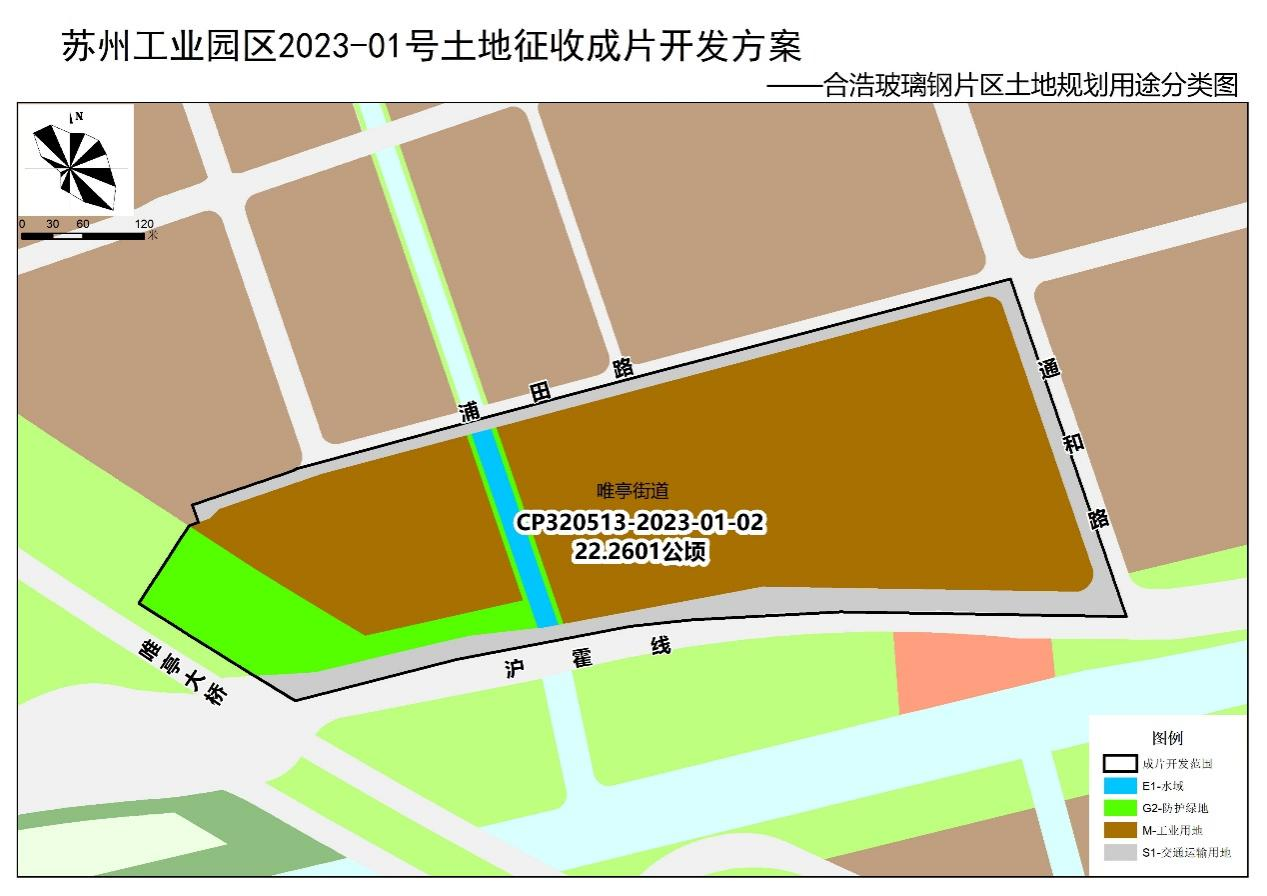 苏州工业园区2023-01号土地征收成片开发方案
——合浩玻璃钢片区土地规划用途分类图
N
0 30 60 120
米
浦田路
通和路
唯亭街道
CP320513-2023-01-02
22.2601公顷
唯亭大桥
沪霍线
图例
成片开发范围
E1-水域
G2-防护绿地
M-工业用地
S1-交通运输用地